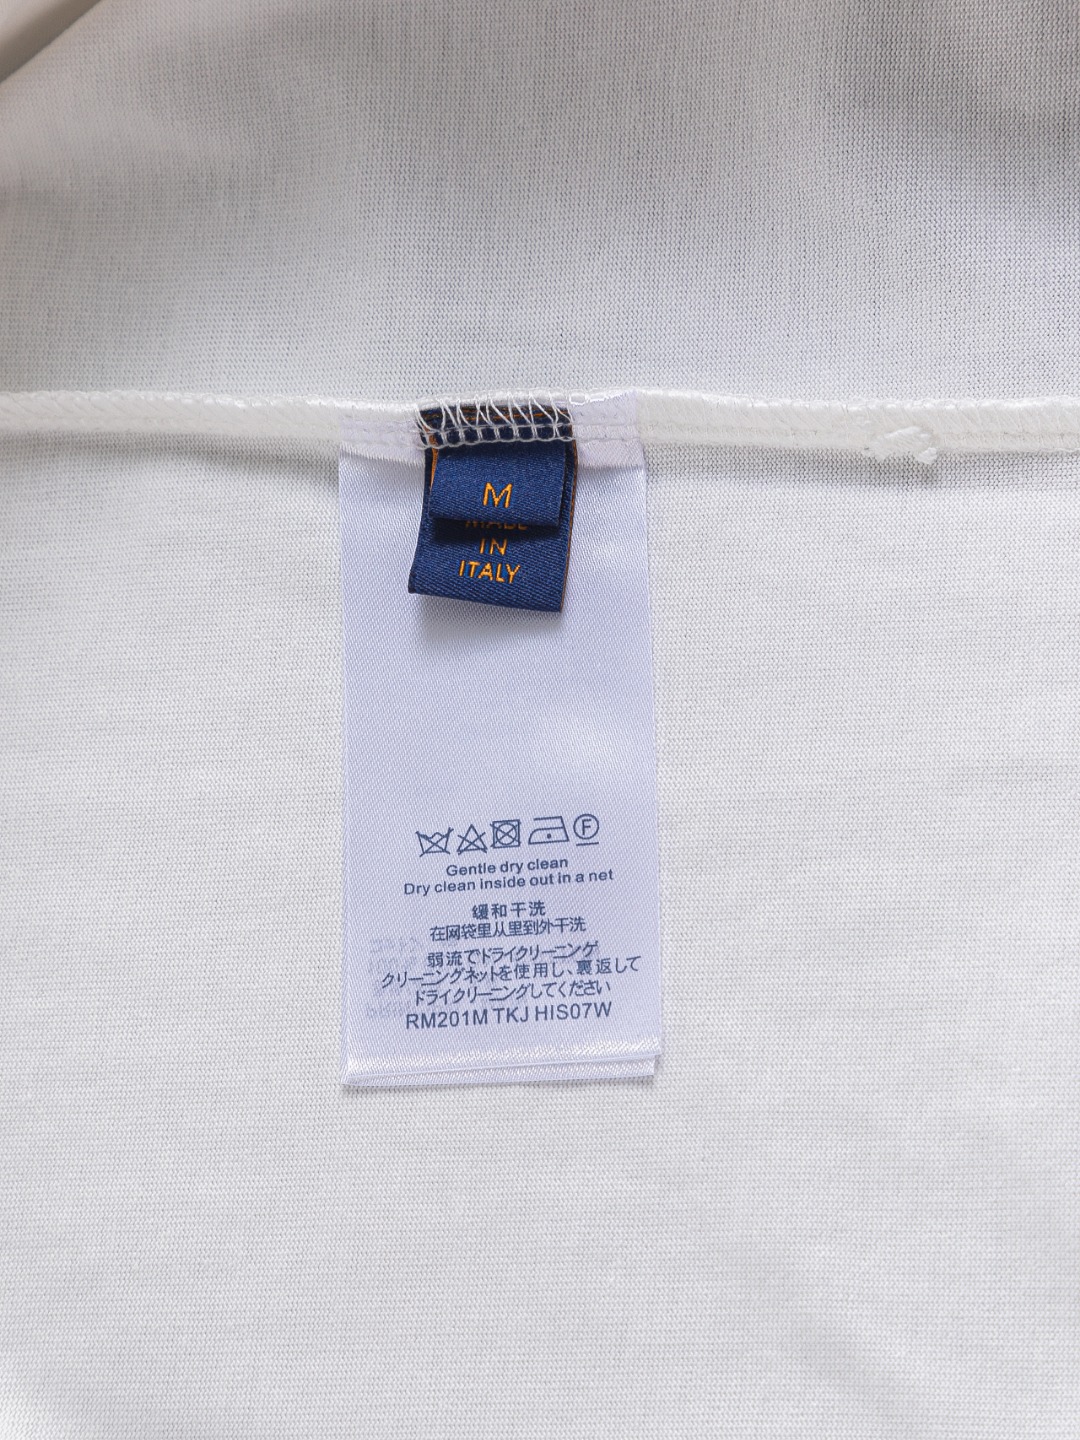 M
MADE
IN
ITALY
F
Gentle dry clean
Dry clean inside out in a net
缓和干洗
在网袋里从里到外干洗
弱流でドライクリーニング
クリーニングネットを使用し、裏返して
ドライクリーニングしてください
RM201M TKJ HIS07W